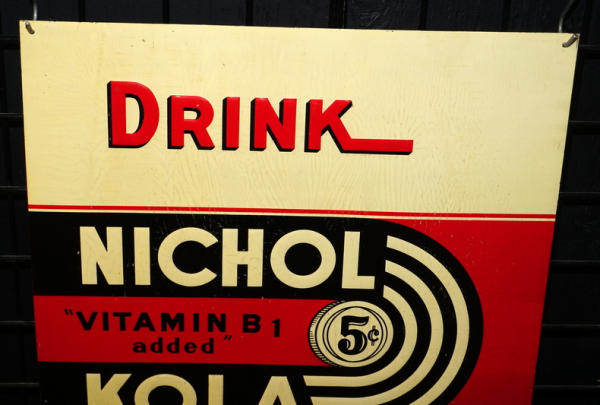 DRINK
NICHOL
"VITAMIN B1
added"
5¢
KOLA